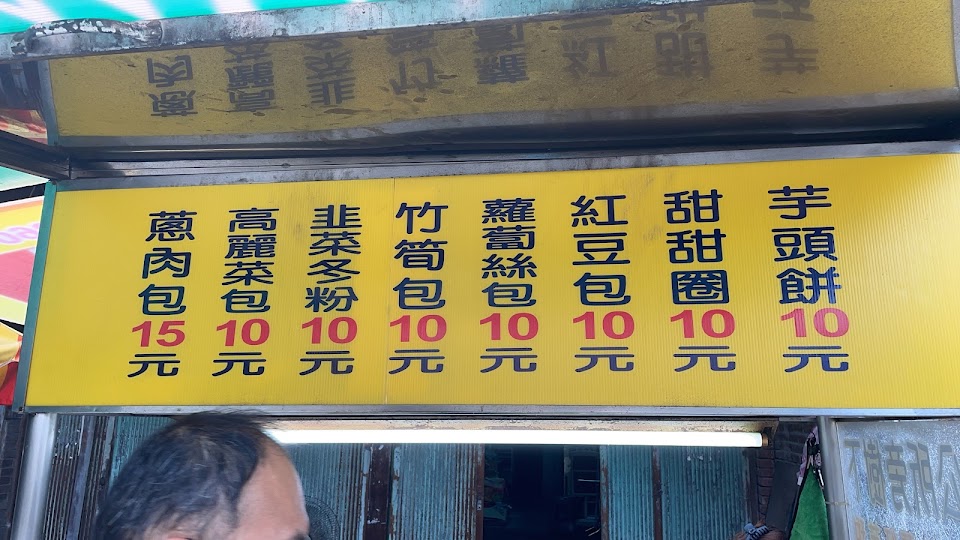 芋頭餅10元
甜甜圈10元
紅豆包10元
蘿蔔絲包10元
竹筍包10元
韭菜冬粉10元
高麗菜包10元
蔥肉包15元